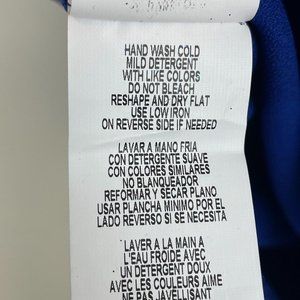 HAND WASH COLD
MILD DETERGENT
WITH LIKE COLORS
DO NOT BLEACH
RESHAPE AND DRY FLAT
USE LOW IRON
ON REVERSE SIDE IF NEEDED
LAVAR A MANO FRIA
CON DETERGENTE SUAVE
CON COLORES SIMILARES
NO BLANQUEADOR
REFORMAR Y SECAR PLANO
USAR PLANCHA MINIMO POR EL
LADO REVERSO SI SE NECESITA
LAVER A LA MAIN A
L'EAU FROIDE AVEC
UN DETERGENT DOUX
AVEC LES COULEURS AIME
NE PAS JAVELLISANT